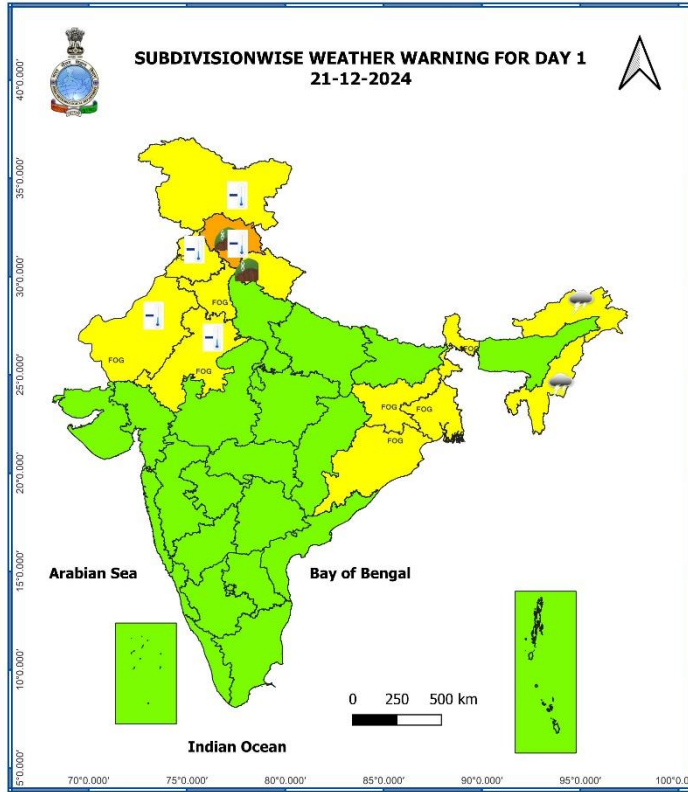 SUBDIVISIONWISE WEATHER WARNING FOR DAY 1
21-12-2024
40°0.000'
35°0.000'
30°0.000'
FOG
FOG
FOG
25°0.000'
FOG
FOG
FOG
FOG
20°0.000'
15°0.000'
Arabian Sea
Bay of Bengal
10°0.000'
0 250 500 km
Indian Ocean
5°0.000'
70°0.000' 75°0.000' 80°0.000' 85°0.000' 90°0.000' 95°0.000' 100°0.000